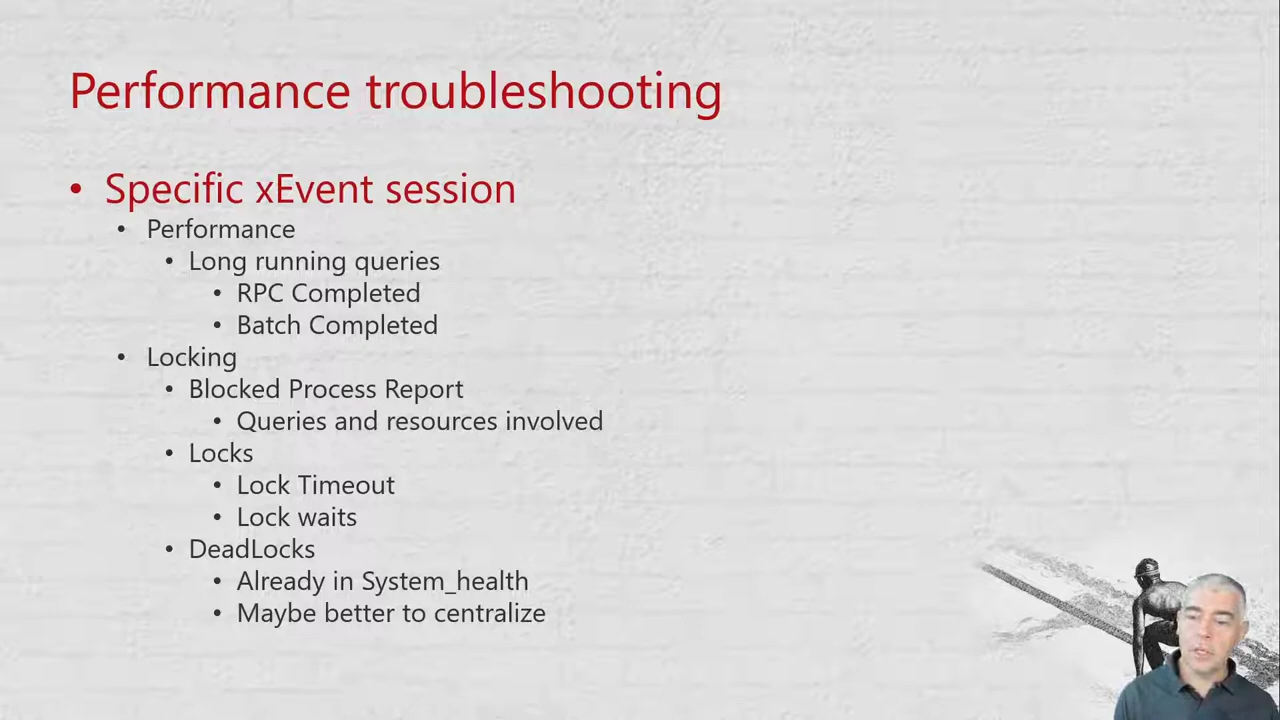 Performance troubleshooting
• Specific xEvent session
• Performance
• Long running queries
• RPC Completed
• Batch Completed
• Locking
• Blocked Process Report
• Queries and resources involved
• Locks
• Lock Timeout
• Lock waits
• DeadLocks
• Already in System_health
• Maybe better to centralize